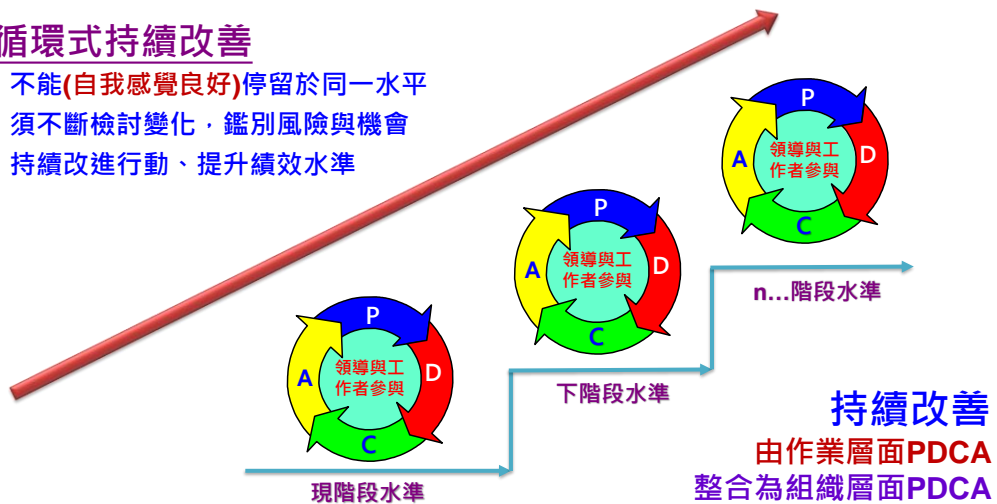 循環式持續改善
不能(自我感覺良好)停留於同一水平
須不斷檢討變化，鑑別風險與機會
持續改進行動、提升績效水準
P
A
領導與工
作者參與
D
C
n...階段水準
P
A
領導與工
作者參與
D
C
下階段水準
P
A
領導與工
作者參與
D
C
現階段水準
持續改善
由作業層面PDCA
整合為組織層面PDCA